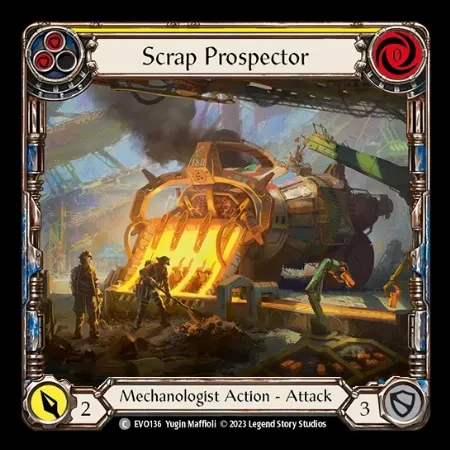 Scrap Prospector
0
2
Mechanologist Action - Attack
3
C EVO136 Yugin Maffioli © 2023 Legend Story Studios